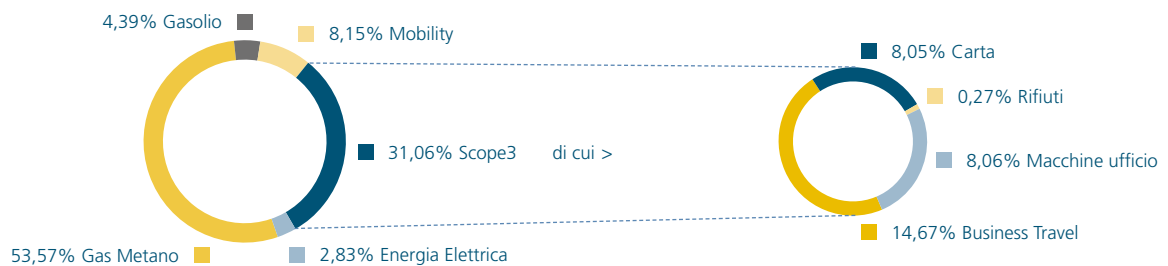 4,39% Gasolio
8,15% Mobility
31,06% Scope3
di cui >
53,57% Gas Metano
2,83% Energia Elettrica
8,05% Carta
0,27% Rifiuti
8,06% Macchine ufficio
14,67% Business Travel